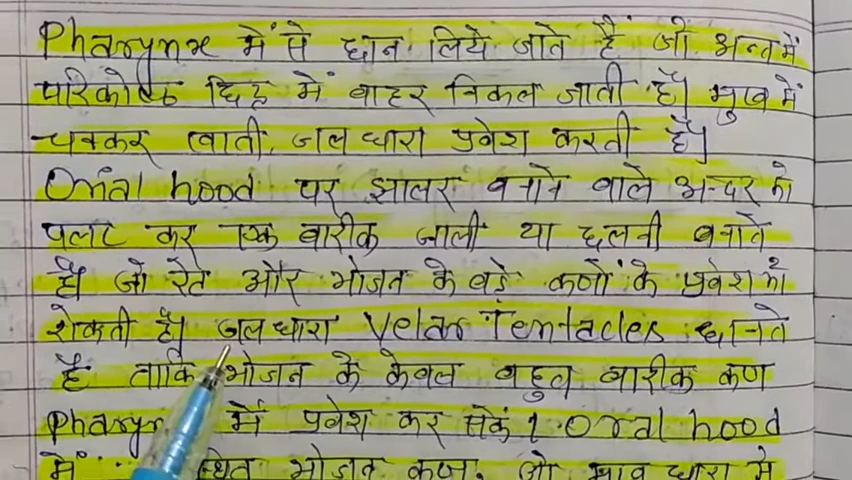 Pharynx में से छान लिये जाते हैं जो अन्त में
परिकोष्ठ छिद्र में बाहर निकल जाती है। मुख में
चक्कर खाती, जल धारा प्रवेश करती है।
Oral hood पर झालर बनाने वाले अन्दर को
पलट कर एक बारीक जाली या छलनी बनाते
है। जो रेत और भोजन के बड़े कणों के प्रवेश को
रोकती है। जल धारा Velar Tentacles छानते
है ताकि भोजन के केवल बहुत बारीक कण
Pharyn में प्रवेश कर सकें। Oral hood
में स्थित भोजन कण, जो धारा में